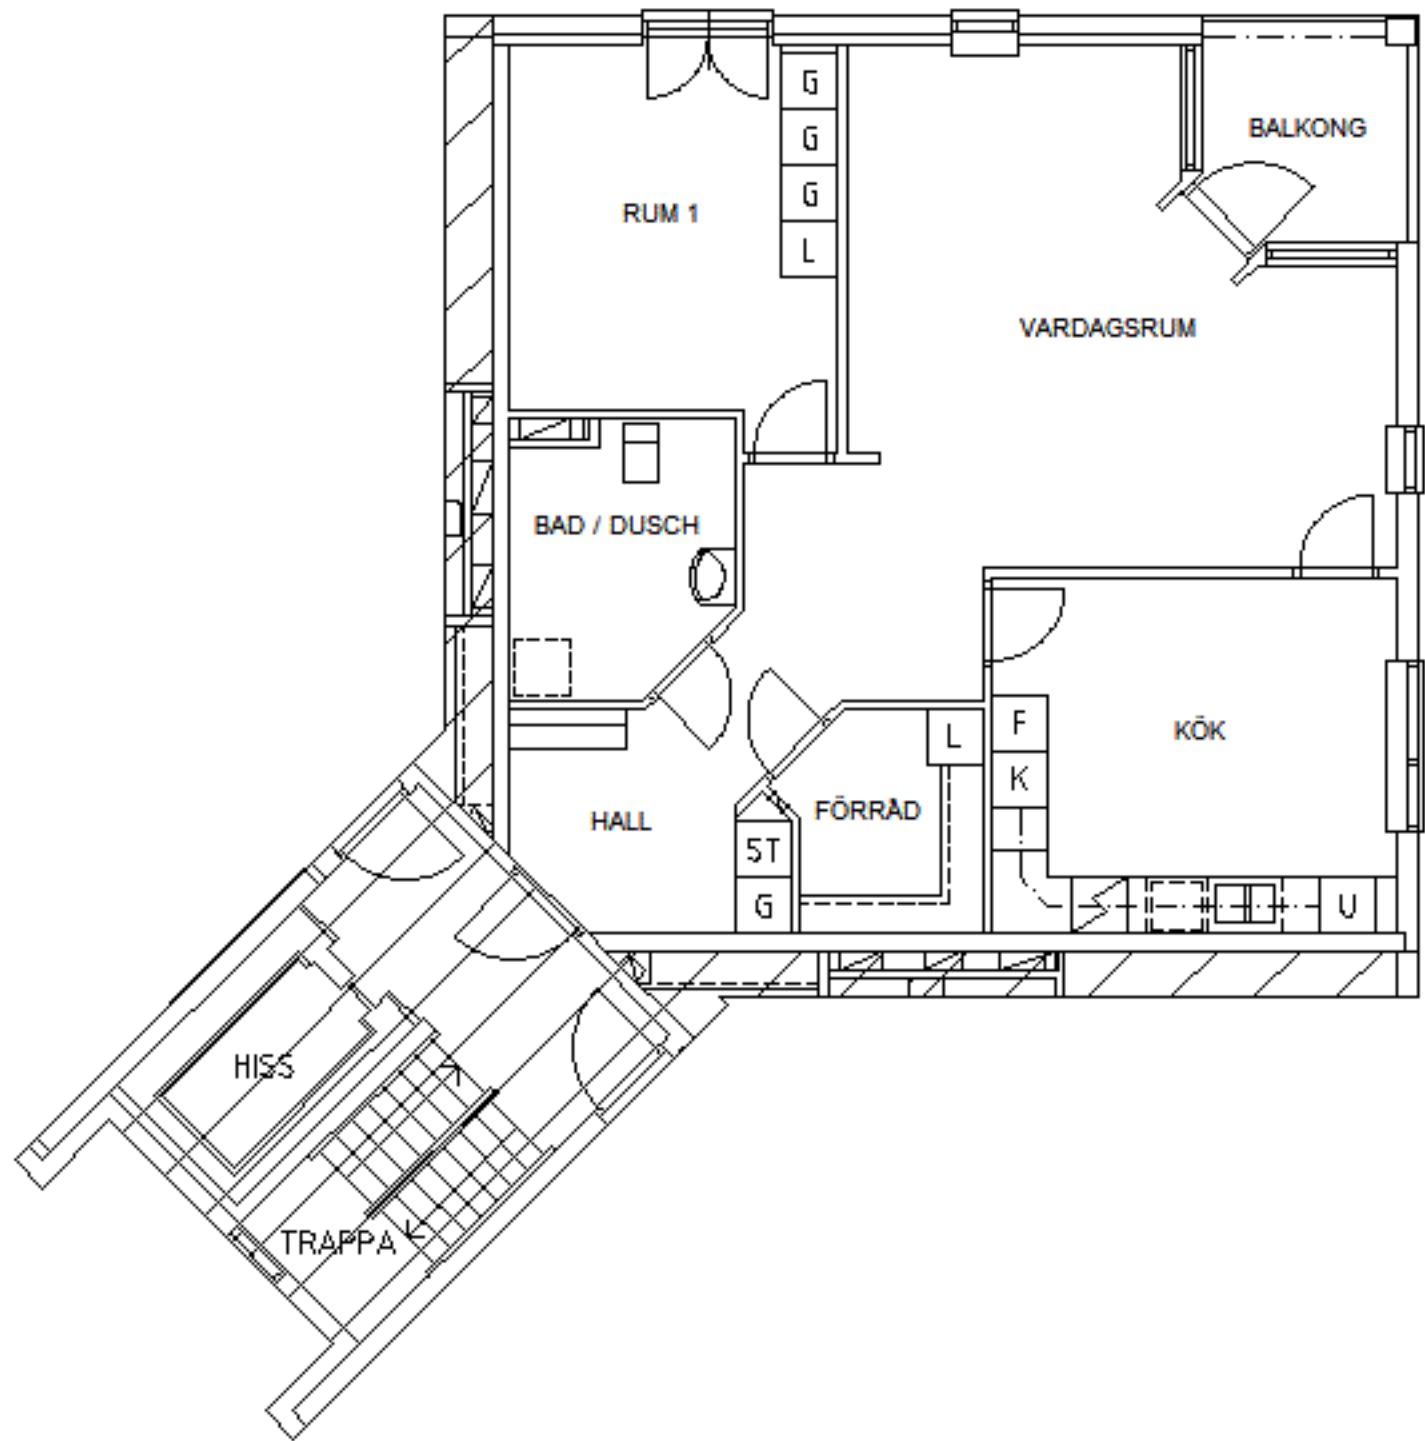 G
G
BALKONG
G
RUM 1
L
VARDAGSRUM
BAD / DUSCH
F
KÖK
L
K
FÖRRÅD
HALL
ST
G
U
HISS
TRAPPA